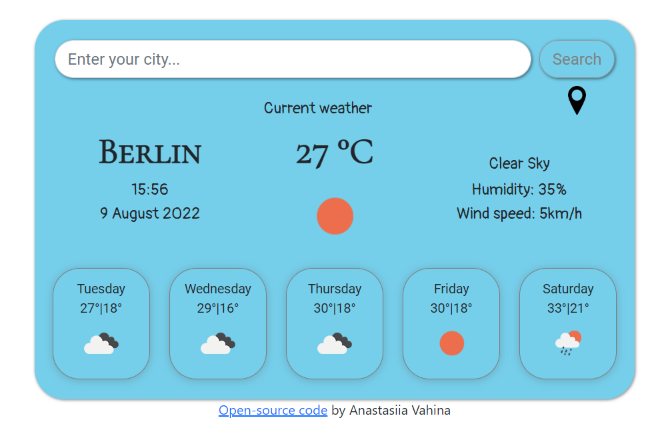 Enter your city...
Search
Current weather
Berlin
27 °C
15:56
9 August 2022
Clear Sky
Humidity: 35%
Wind speed: 5km/h
Tuesday
27°|18°
Wednesday
29°|16°
Thursday
30°|18°
Friday
30°|18°
Saturday
33°|21°
Open-source code by Anastasiia Vahina